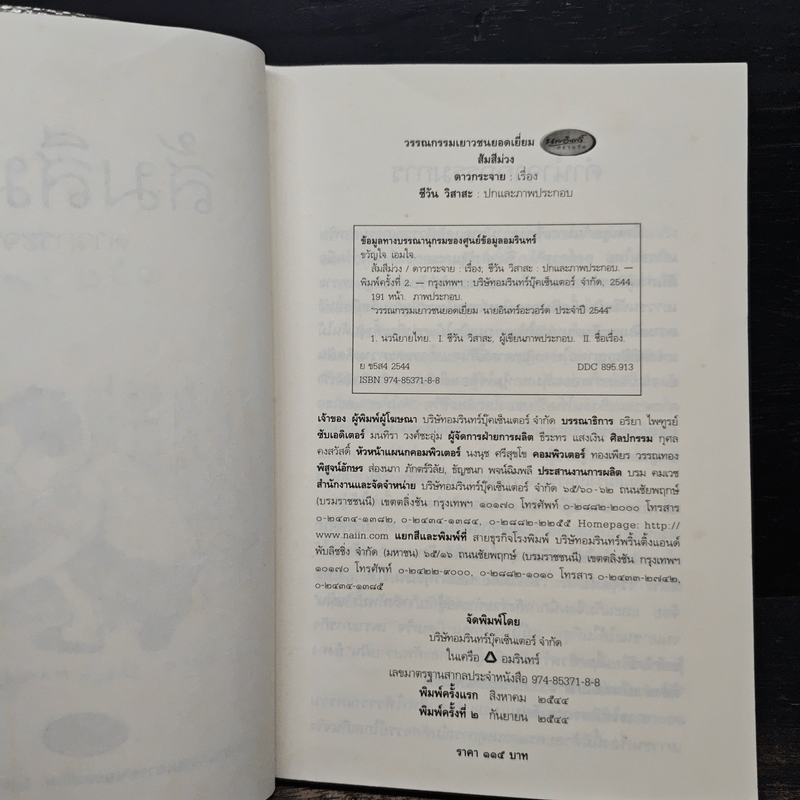 วรรณกรรมเยาวชนยอดเยี่ยม
ส้มสีม่วง
ดาวกระจาย : เรื่อง
ชีวัน วิสาสะ : ปกและภาพประกอบ
ข้อมูลทางบรรณานุกรมของศูนย์ข้อมูลอมรินทร์
ขวัญใจ เอมใจ.
ส้มสีม่วง / ดาวกระจาย : เรื่อง; ชีวัน วิสาสะ : ปกและภาพประกอบ. —
พิมพ์ครั้งที่ 2. — กรุงเทพฯ : บริษัทอมรินทร์บุ๊คเซ็นเตอร์ จำกัด, 2544.
191 หน้า. ภาพประกอบ.
"วรรณกรรมเยาวชนยอดเยี่ยม นายอินทร์อะวอร์ด ประจำปี 2544"
1. นวนิยายไทย. I. ชีวัน วิสาสะ, ผู้เขียนภาพประกอบ. II. ชื่อเรื่อง.
ย ข5ส4 2544 DDC 895.913
ISBN 974-85371-8-8
เจ้าของ ผู้พิมพ์ผู้โฆษณา บริษัทอมรินทร์บุ๊คเซ็นเตอร์ จำกัด บรรณาธิการ อริยา ไพฑูรย์
ซับเอดิเตอร์ มนทิรา วงศ์ชะอุ่ม ผู้จัดการฝ่ายการผลิต ธีระทร แสงเงิน ศิลปกรรม กุศล
คงสวัสดิ์ หัวหน้าแผนกคอมพิวเตอร์ นงนุช ศรีสุขโข คอมพิวเตอร์ ทองเพียร วรรณทอง
พิสูจน์อักษร ส่องนภา ภักตร์วิลัย, ธัญชนก พจน์ฉิมพลี ประสานงานการผลิต บรม คมเวช
สำนักงานและจัดจำหน่าย บริษัทอมรินทร์บุ๊คเซ็นเตอร์ จำกัด ๖๕/๖๐-๖๒ ถนนชัยพฤกษ์
(บรมราชชนนี) เขตตลิ่งชัน กรุงเทพฯ ๑๐๑๗๐ โทรศัพท์ ๐-๒๘๘๒-๒๐๐๐ โทรสาร
๐-๒๔๓๔-๑๓๘๒, ๐-๒๔๓๔-๑๓๘๔, ๐-๒๘๘๒-๒๒๕๕ Homepage: http://
www.naiin.com แยกสีและพิมพ์ที่ สายธุรกิจโรงพิมพ์ บริษัทอมรินทร์พริ้นติ้งแอนด์
พับลิชชิ่ง จำกัด (มหาชน) ๖๕/๑๖ ถนนชัยพฤกษ์ (บรมราชชนนี) เขตตลิ่งชัน กรุงเทพฯ
๑๐๑๗๐ โทรศัพท์ ๐-๒๔๒๒-๙๐๐๐, ๐-๒๘๘๒-๑๐๑๐ โทรสาร ๐-๒๔๓๓-๒๗๔๒,
๐-๒๔๓๔-๑๓๘๕
จัดพิมพ์โดย
บริษัทอมรินทร์บุ๊คเซ็นเตอร์ จำกัด
ในเครือ อมรินทร์
เลขมาตรฐานสากลประจำหนังสือ 974-85371-8-8
พิมพ์ครั้งแรก สิงหาคม ๒๕๔๔
พิมพ์ครั้งที่ ๒ กันยายน ๒๕๔๔
ราคา ๑๑๕ บาท